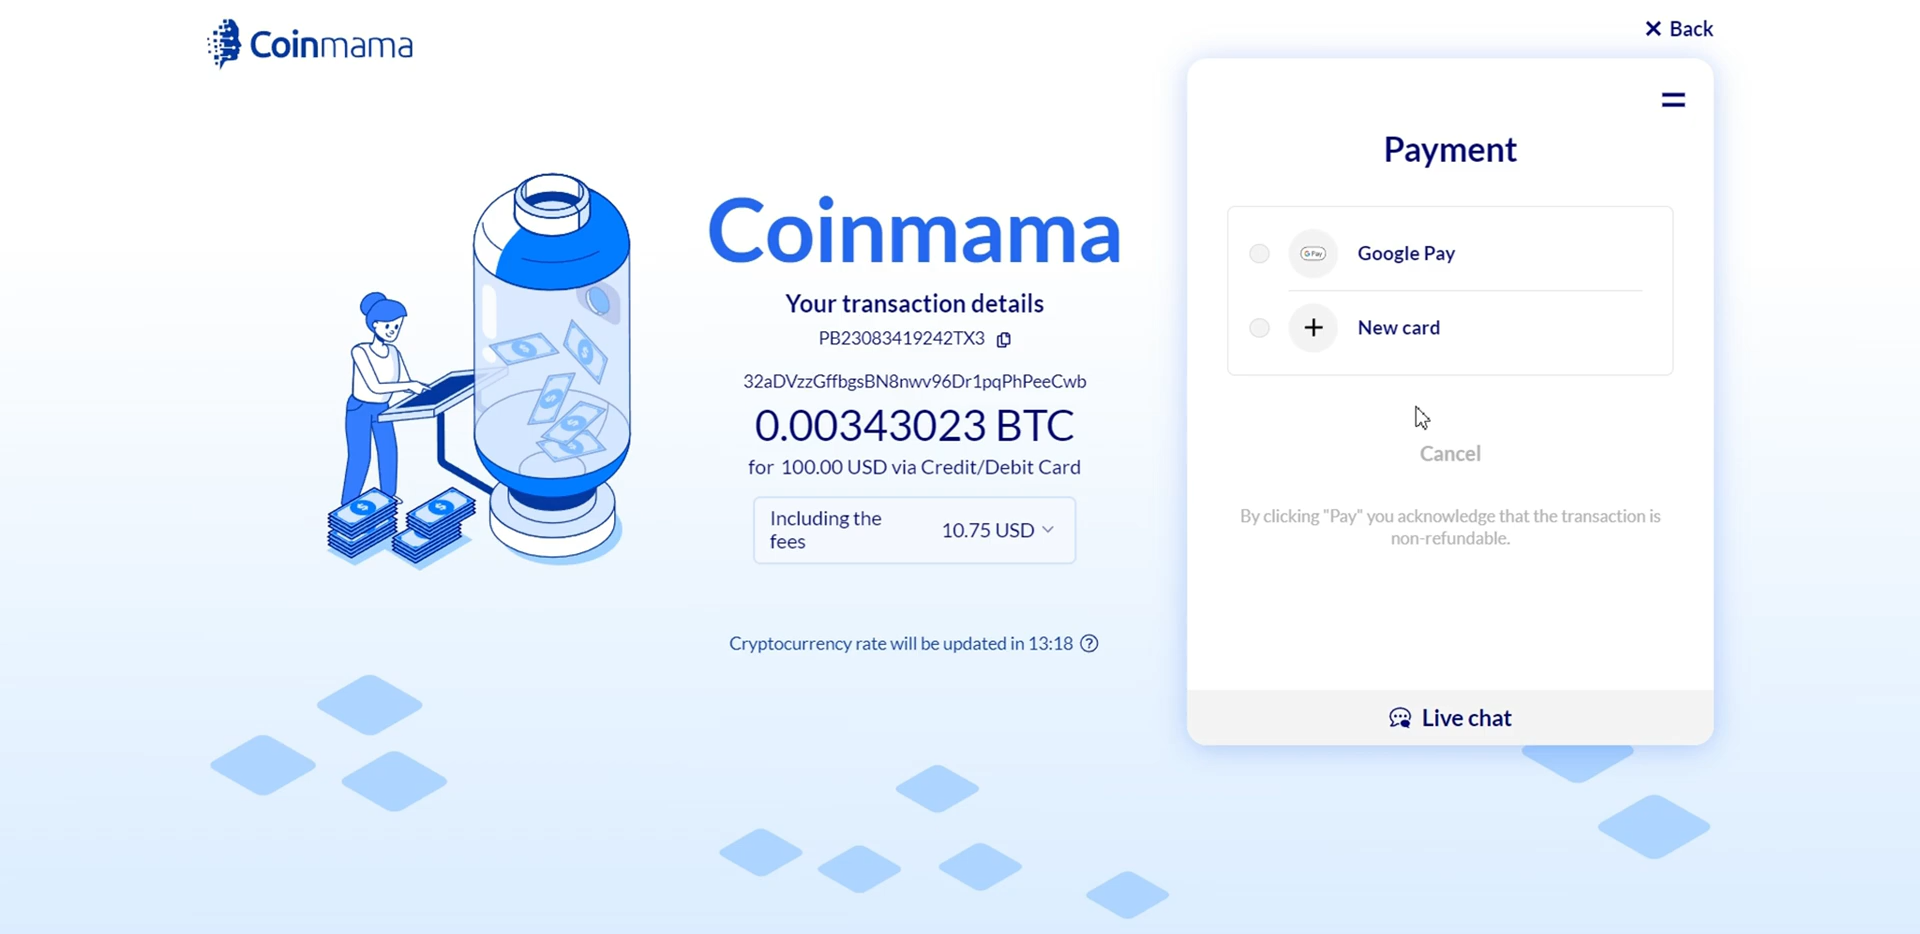 Coinmama
Back
Coinmama
Your transaction details
PB23083419242TX3
32aDVzzGffbgsBN8nwv96Dr1pqPhPeeCwb
0.00343023 BTC
for 100.00 USD via Credit/Debit Card
Including the
fees
10.75 USD
Cryptocurrency rate will be updated in 13:18
Payment
G Pay
Google Pay
New card
Cancel
By clicking "Pay" you acknowledge that the transaction is
non-refundable.
Live chat